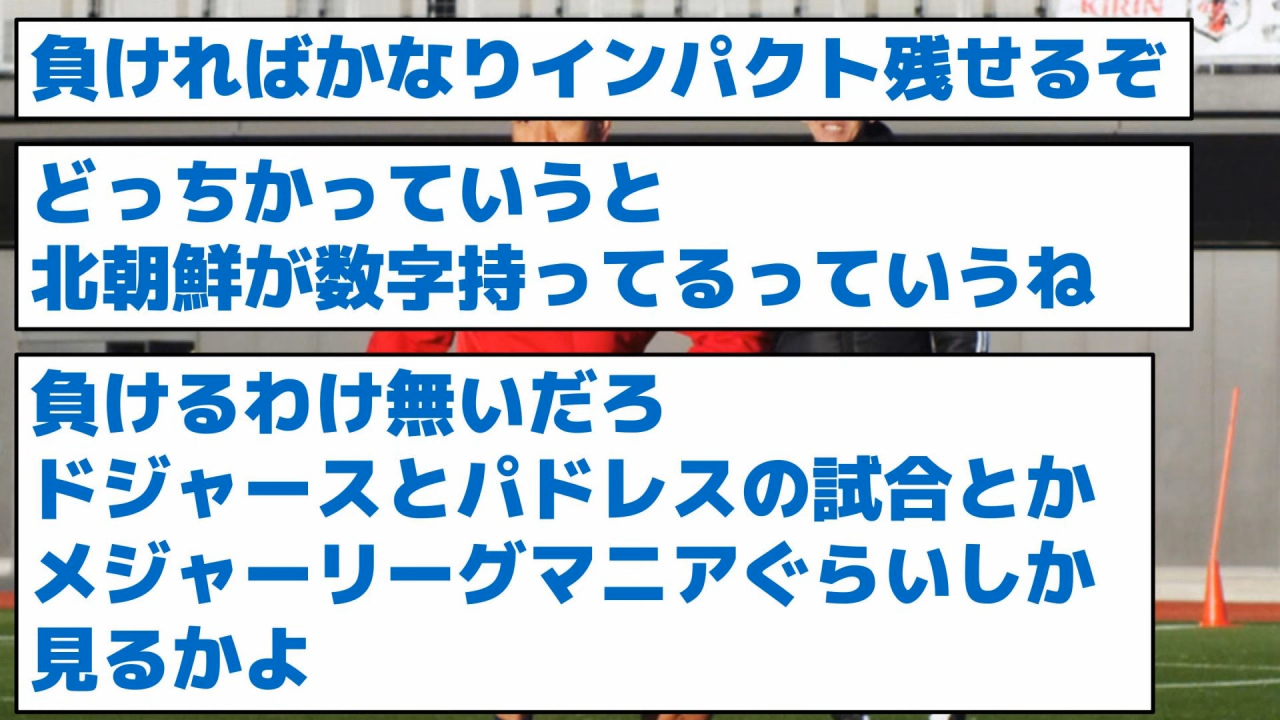 KIRIN
負ければかなりインパクト残せるぞ
どっちかっていうと
北朝鮮が数字持ってるっていうね
負けるわけ無いだろ
ドジャースとパドレスの試合とか
メジャーリーグマニアぐらいしか
見るかよ